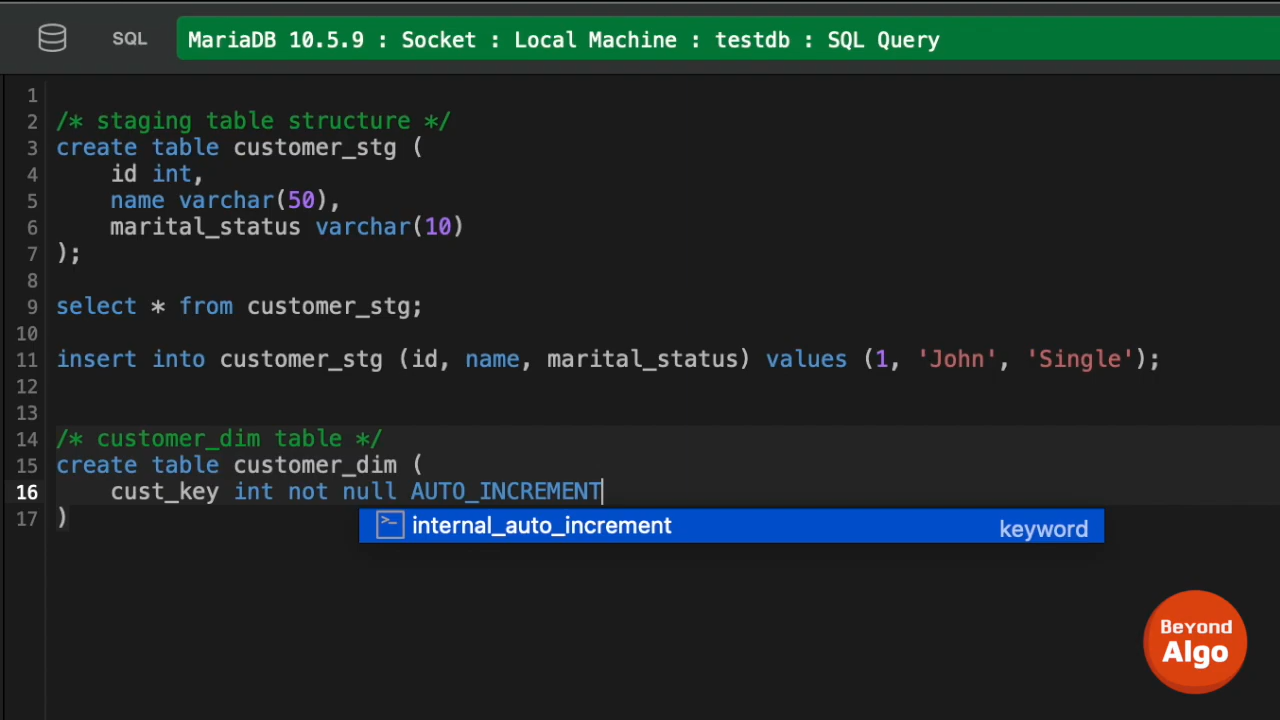 SQL MariaDB 10.5.9 : Socket : Local Machine : testdb : SQL Query
1
2 /* staging table structure */
3 create table customer_stg (
4 id int,
5 name varchar(50),
6 marital_status varchar(10)
7 );
8
9 select * from customer_stg;
10
11 insert into customer_stg (id, name, marital_status) values (1, 'John', 'Single');
12
13
14 /* customer_dim table */
15 create table customer_dim (
16 cust_key int not null AUTO_INCREMENT
17 )
internal_auto_increment keyword
Beyond
Algo